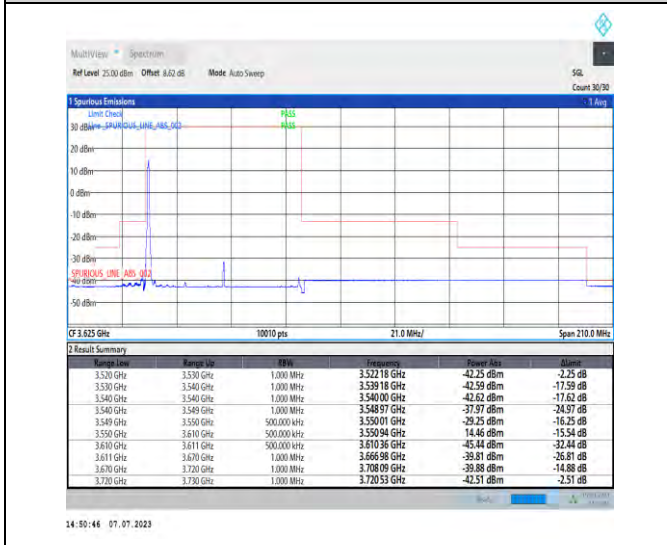 MultiView Spectrum
Ref Level 25.00 dBm Offset 8.62 dB Mode Auto Sweep SGL
Count 30/30
1 Spurious Emissions 1 Avg
Limit Check PASS
30 dBm Line _SPURIOUS_LINE_ABS_002 PASS
20 dBm
10 dBm
0 dBm
-10 dBm
-20 dBm
-30 dBm
SPURIOUS_LINE_ABS_002
-40 dBm
-50 dBm
CF 3.625 GHz 10010 pts 21.0 MHz/ Span 210.0 MHz
2 Result Summary
Range Low Range Up RBW Frequency Power Abs ΔLimit
3.520 GHz 3.530 GHz 1.000 MHz 3.52218 GHz -42.25 dBm -2.25 dB
3.530 GHz 3.540 GHz 1.000 MHz 3.53918 GHz -42.59 dBm -17.59 dB
3.540 GHz 3.540 GHz 1.000 MHz 3.54000 GHz -42.62 dBm -17.62 dB
3.540 GHz 3.549 GHz 1.000 MHz 3.54897 GHz -37.97 dBm -24.97 dB
3.549 GHz 3.550 GHz 500.000 kHz 3.55001 GHz -29.25 dBm -16.25 dB
3.550 GHz 3.610 GHz 500.000 kHz 3.55094 GHz 14.46 dBm -15.54 dB
3.610 GHz 3.611 GHz 500.000 kHz 3.61036 GHz -45.44 dBm -32.44 dB
3.611 GHz 3.670 GHz 1.000 MHz 3.66698 GHz -39.81 dBm -26.81 dB
3.670 GHz 3.720 GHz 1.000 MHz 3.70809 GHz -39.88 dBm -14.88 dB
3.720 GHz 3.730 GHz 1.000 MHz 3.72053 GHz -42.51 dBm -2.51 dB
14:50:46 07.07.2023